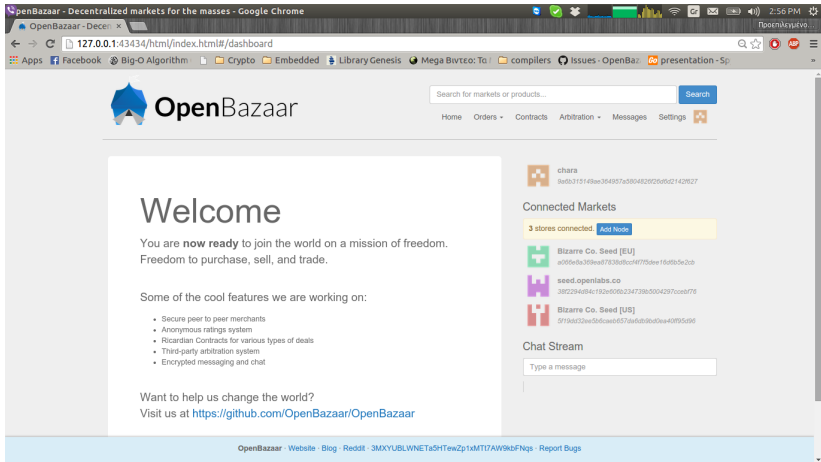 OpenBazaar - Decentralized markets for the masses - Google Chrome
2:56 PM
OpenBazaar - Decen ×
127.0.0.1:43434/html/index.html#/dashboard
Apps Facebook Big-O Algorithm Crypto Embedded Library Genesis Mega Βιντεο: Τα compilers Issues · OpenBaz presentation - Sp »
OpenBazaar
Search for markets or products... Search
Home Orders Contracts Arbitration Messages Settings
Welcome
You are now ready to join the world on a mission of freedom.
Freedom to purchase, sell, and trade.
Some of the cool features we are working on:
Secure peer to peer merchants
Anonymous ratings system
Ricardian Contracts for various types of deals
Third-party arbitration system
Encrypted messaging and chat
Want to help us change the world?
Visit us at https://github.com/OpenBazaar/OpenBazaar
chara
Connected Markets
3 stores connected. Add Node
Bizarre Co. Seed [EU]
seed.openlabs.co
Bizarre Co. Seed [US]
Chat Stream
Type a message
OpenBazaar · Website · Blog · Reddit · 3MXYUBLWNETa5HTewZp1xMTt7AW9kbFNqs · Report Bugs